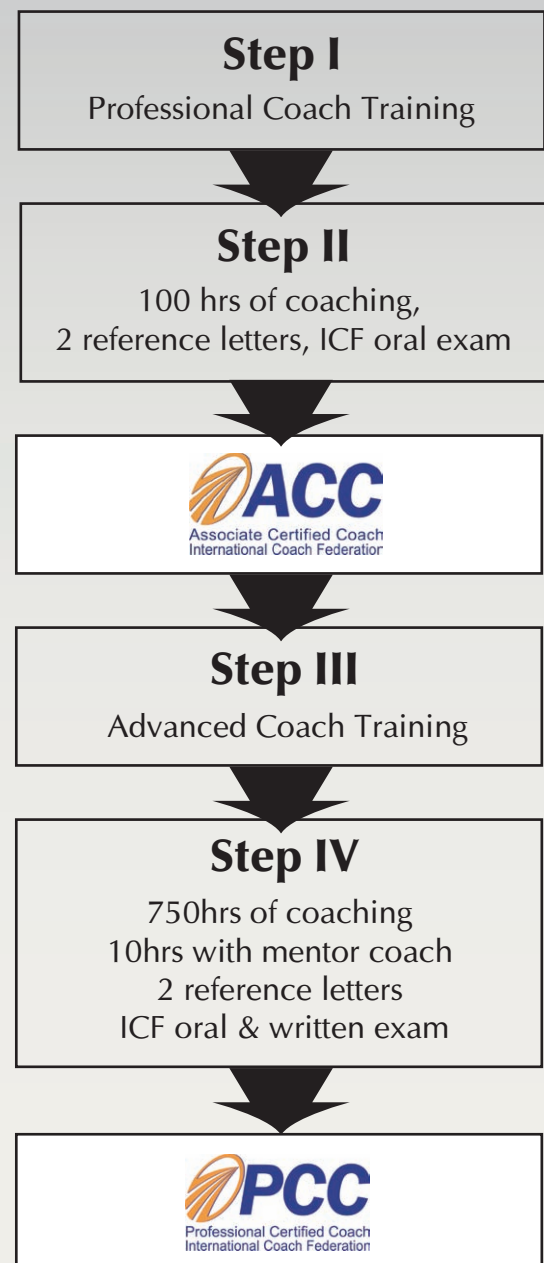 Step I
Professional Coach Training
Step II
100 hrs of coaching,
2 reference letters, ICF oral exam
ACC
Associate Certified Coach
International Coach Federation
Step III
Advanced Coach Training
Step IV
750hrs of coaching
10hrs with mentor coach
2 reference letters
ICF oral & written exam
PCC
Professional Certified Coach
International Coach Federation